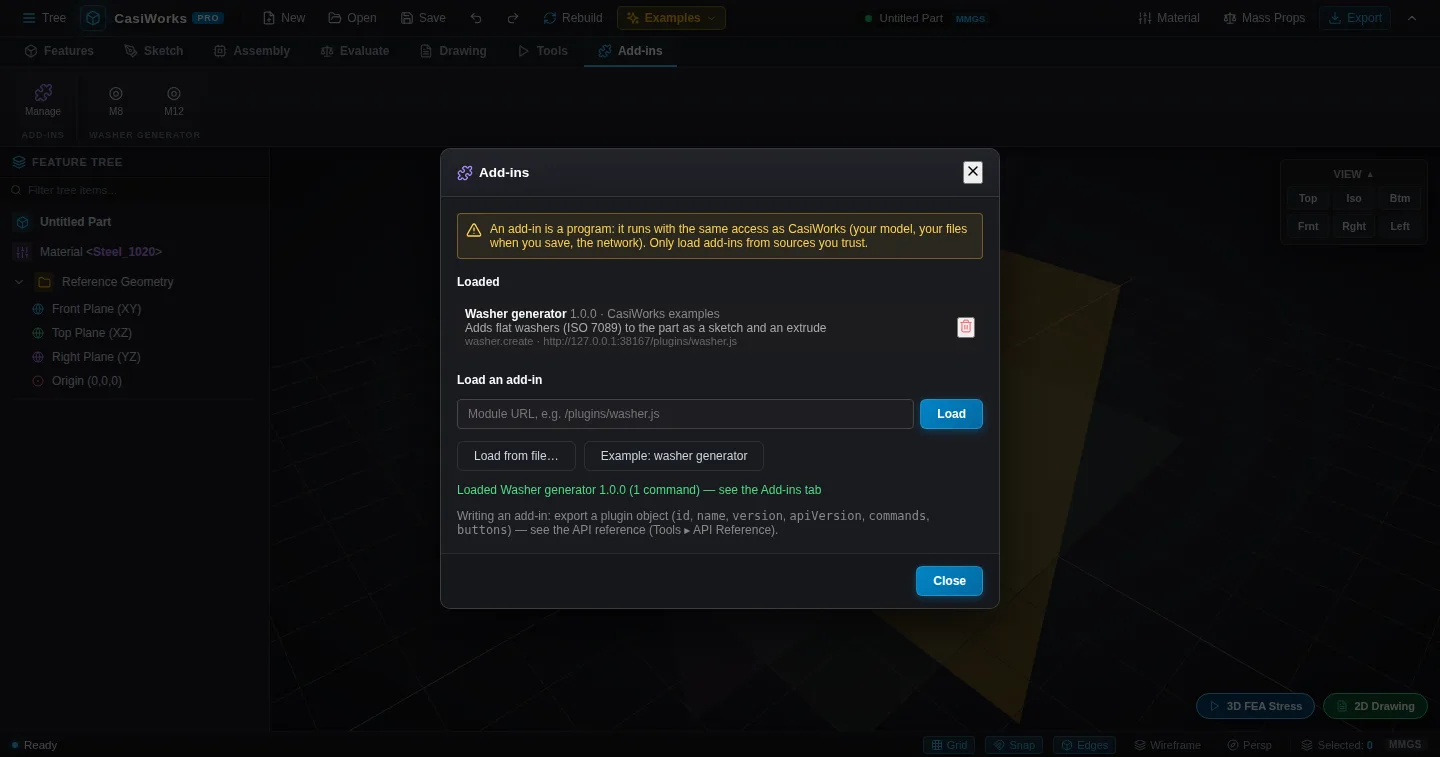 Tree
CasiWorks PRO
New
Open
Save
Rebuild
Examples
Untitled Part MMGS
Material
Mass Props
Export
Features
Sketch
Assembly
Evaluate
Drawing
Tools
Add-ins
Manage
M8
M12
ADD-INS
WASHER GENERATOR
FEATURE TREE
Filter tree items...
Untitled Part
Material <Steel_1020>
Reference Geometry
Front Plane (XY)
Top Plane (XZ)
Right Plane (YZ)
Origin (0,0,0)
Add-ins
An add-in is a program: it runs with the same access as CasiWorks (your model, your files
when you save, the network). Only load add-ins from sources you trust.
Loaded
Washer generator 1.0.0 · CasiWorks examples
Adds flat washers (ISO 7089) to the part as a sketch and an extrude
washer.create · http://127.0.0.1:38167/plugins/washer.js
Load an add-in
Module URL, e.g. /plugins/washer.js
Load
Load from file…
Example: washer generator
Loaded Washer generator 1.0.0 (1 command) — see the Add-ins tab
Writing an add-in: export a plugin object (id, name, version, apiVersion, commands,
buttons) — see the API reference (Tools ▸ API Reference).
Close
VIEW ▲
Top
Iso
Btm
Frnt
Rght
Left
3D FEA Stress
2D Drawing
Ready
Grid
Snap
Edges
Wireframe
Persp
Selected: 0
MMGS